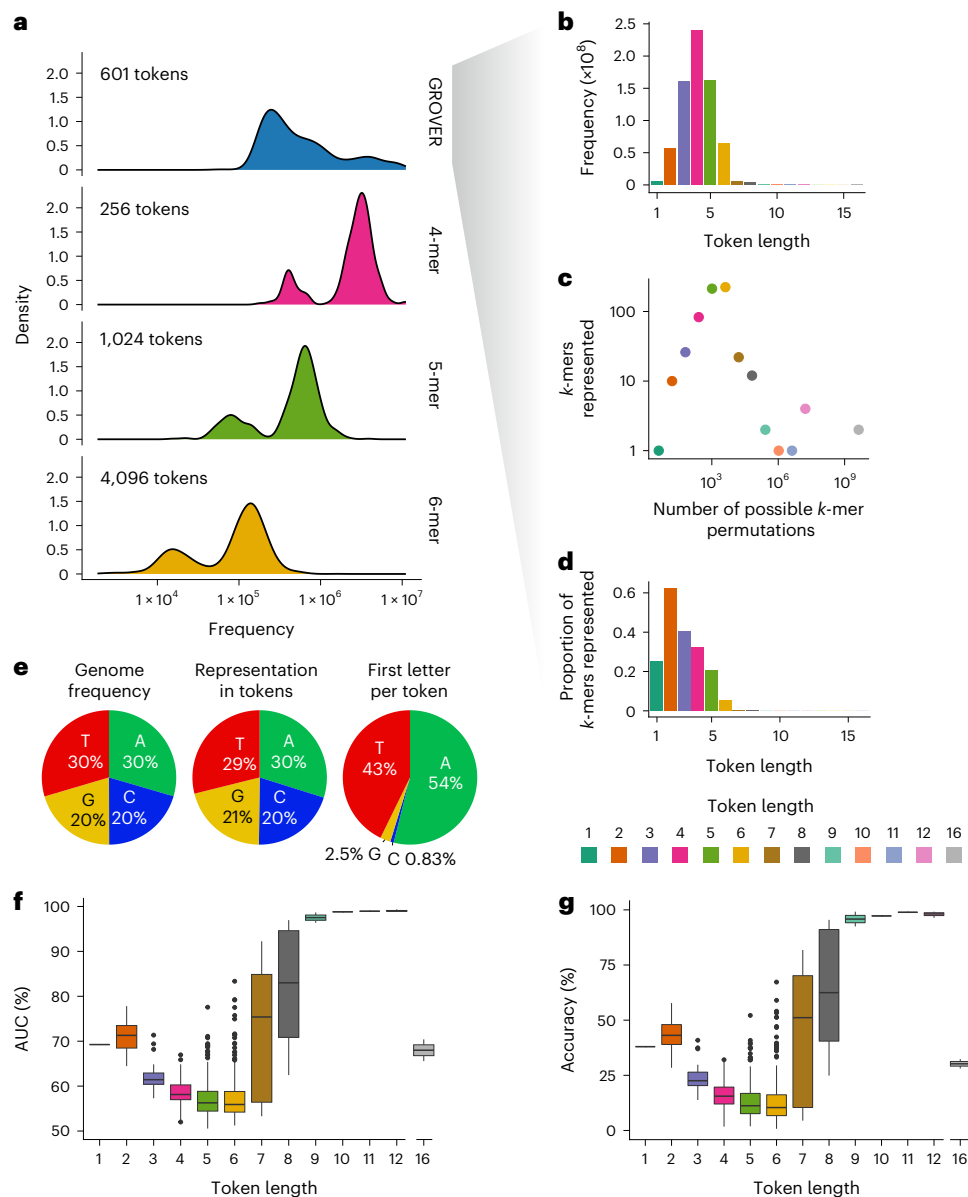 a
601 tokens
GROVER
2.0
1.5
1.0
0.5
0
256 tokens
4-mer
2.0
1.5
1.0
0.5
0
1,024 tokens
5-mer
2.0
1.5
1.0
0.5
0
4,096 tokens
6-mer
2.0
1.5
1.0
0.5
0
Density
1 × 10⁴ 1 × 10⁵ 1 × 10⁶ 1 × 10⁷
Frequency
b
Frequency (×10⁸)
2.5
2.0
1.5
1.0
0.5
0
1 5 10 15
Token length
c
k-mers
represented
100
10
1
10³ 10⁶ 10⁹
Number of possible k-mer
permutations
d
Proportion of
k-mers represented
0.6
0.4
0.2
0
1 5 10 15
Token length
Token length
1 2 3 4 5 6 7 8 9 10 11 12 16
e
Genome
frequency
T
30%
A
30%
G
20%
C
20%
Representation
in tokens
T
29%
A
30%
G
21%
C
20%
First letter
per token
T
43%
A
54%
2.5% G
C 0.83%
f
AUC (%)
100
90
80
70
60
50
1 2 3 4 5 6 7 8 9 10 11 12 16
Token length
g
Accuracy (%)
100
75
50
25
0
1 2 3 4 5 6 7 8 9 10 11 12 16
Token length